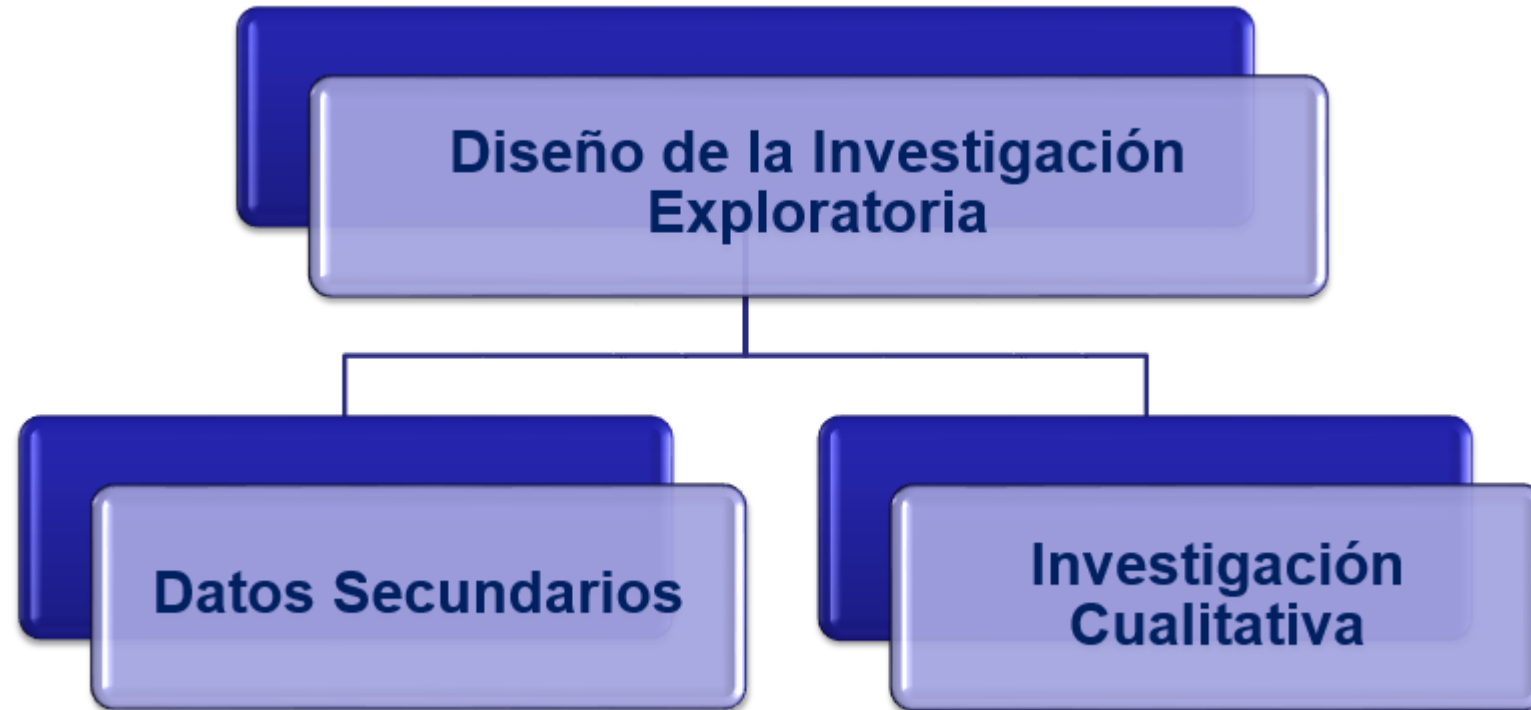 Diseño de la Investigación
Exploratoria
Datos Secundarios
Investigación
Cualitativa